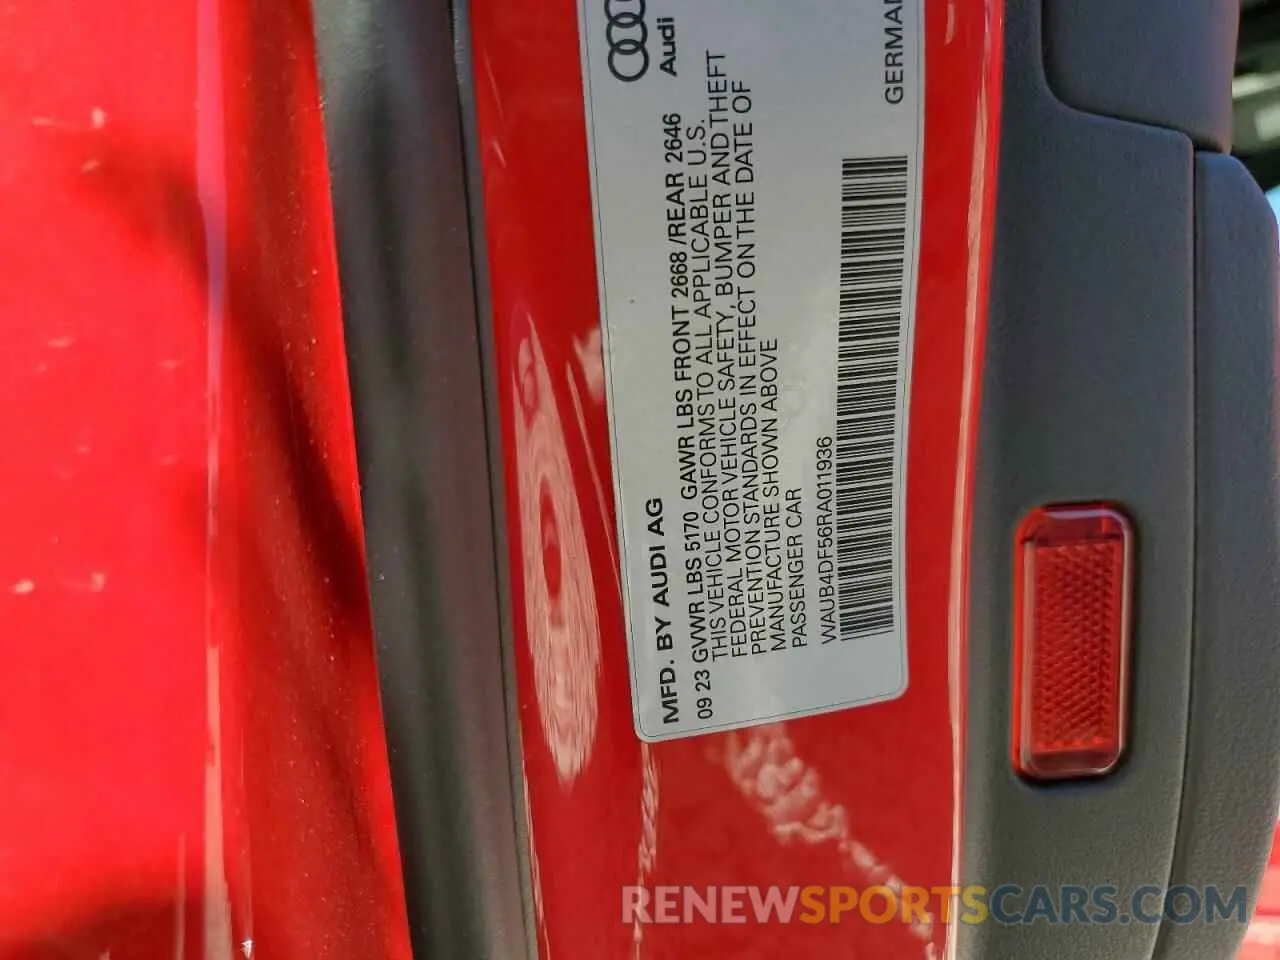 Audi
MFD. BY AUDI AG
09 23 GVWR LBS 5170 GAWR LBS FRONT 2668 /REAR 2646
THIS VEHICLE CONFORMS TO ALL APPLICABLE U.S.
FEDERAL MOTOR VEHICLE SAFETY, BUMPER AND THEFT
PREVENTION STANDARDS IN EFFECT ON THE DATE OF
MANUFACTURE SHOWN ABOVE
PASSENGER CAR
WAUB4DF56RA011936
RENEWSPORTSCARS.COM